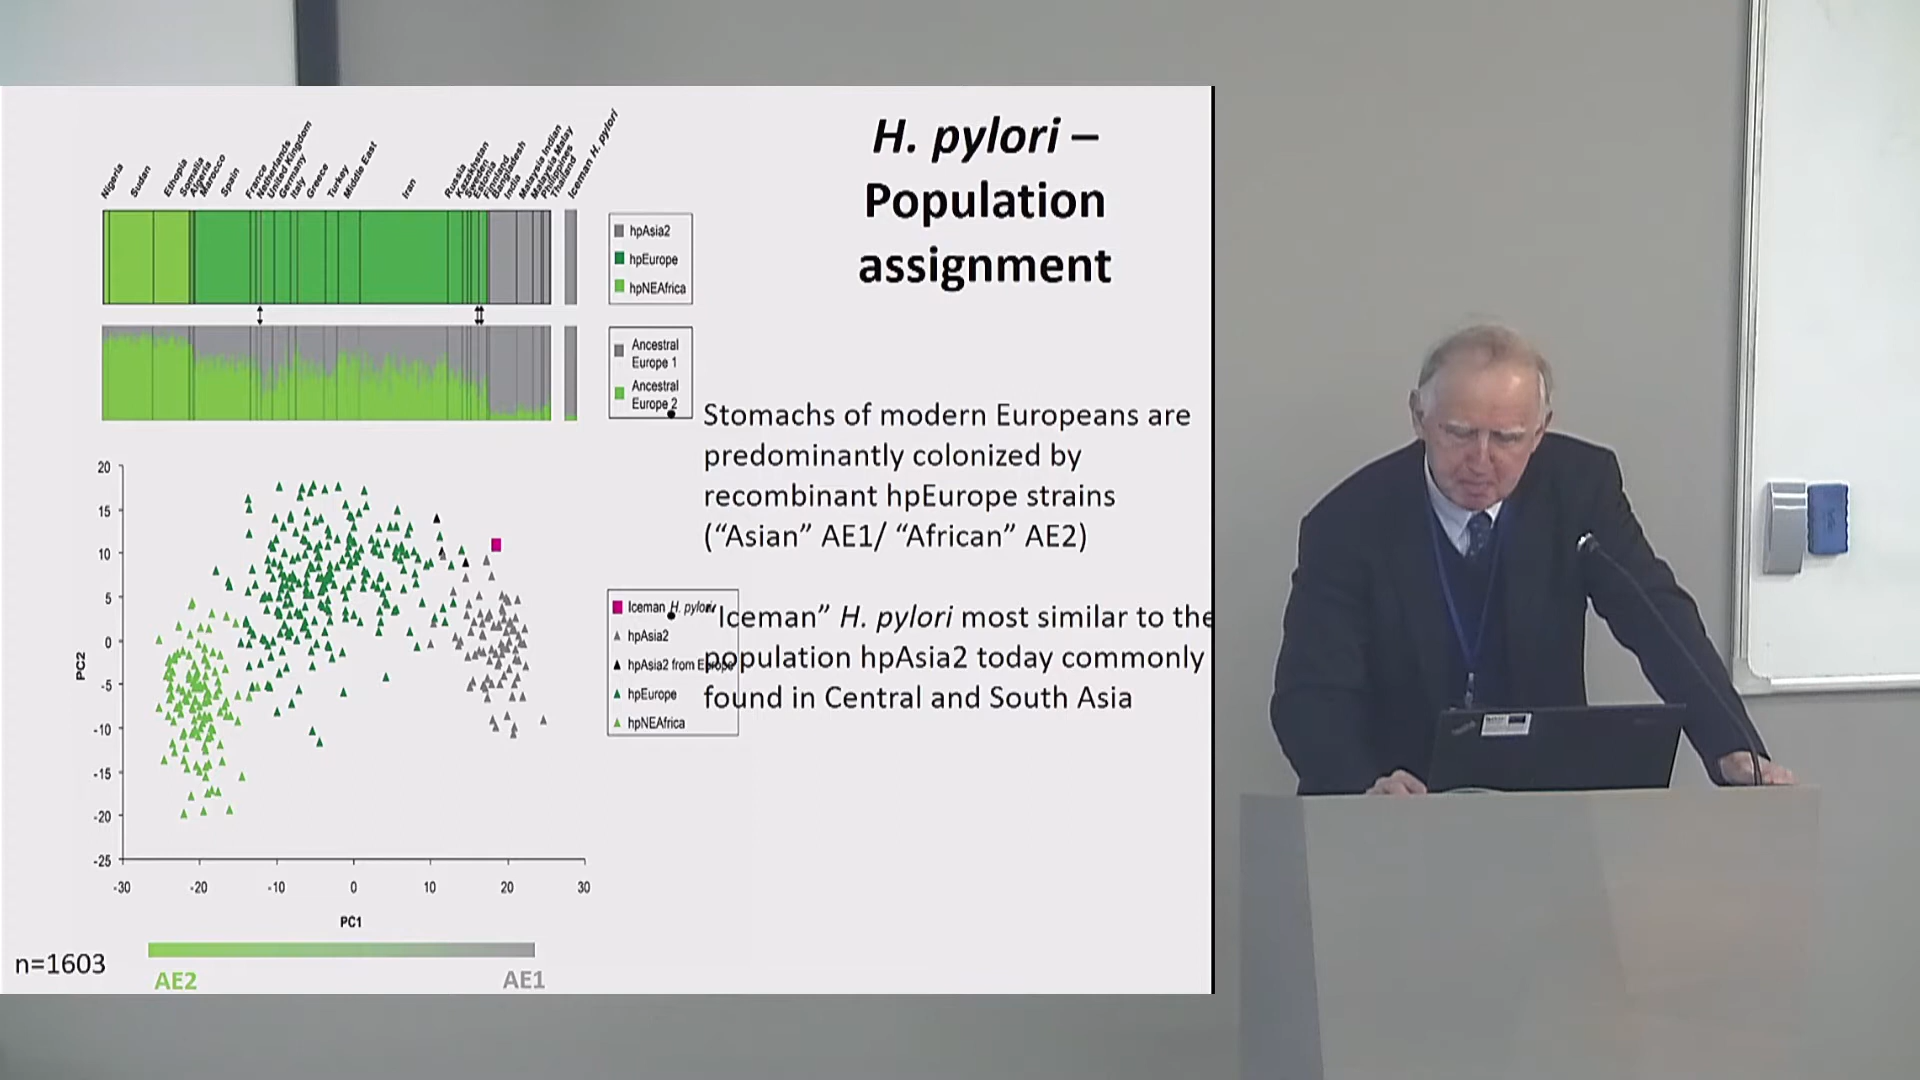 H. pylori –
Population
assignment
Nigeria
Sudan
Ethiopia
Somalia
Algeria
Marocco
Spain
France
Netherlands
United Kingdom
Germany
Italy
Greece
Turkey
Middle East
Iran
Russia
Kazakhstan
Sweden
Estonia
Finland
Bangladesh
India
Malaysia Indian
Malaysia Malay
Philippines
Thailand
Iceman H. pylori
hpAsia2
hpEurope
hpNEAfrica
Ancestral
Europe 1
Ancestral
Europe 2
• Stomachs of modern Europeans are
predominantly colonized by
recombinant hpEurope strains
(“Asian” AE1/ “African” AE2)
• “Iceman” H. pylori most similar to the
population hpAsia2 today commonly
found in Central and South Asia
20
15
10
5
0
-5
-10
-15
-20
-25
PC2
-30 -20 -10 0 10 20 30
PC1
Iceman H. pylori
hpAsia2
hpAsia2 from Europe
hpEurope
hpNEAfrica
n=1603
AE2 AE1